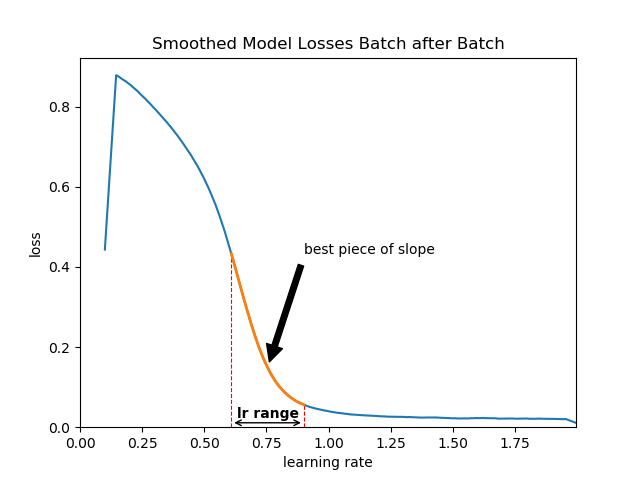 Smoothed Model Losses Batch after Batch
0.8
0.6
0.4
0.2
0.0
loss
best piece of slope
lr range
0.00 0.25 0.50 0.75 1.00 1.25 1.50 1.75
learning rate